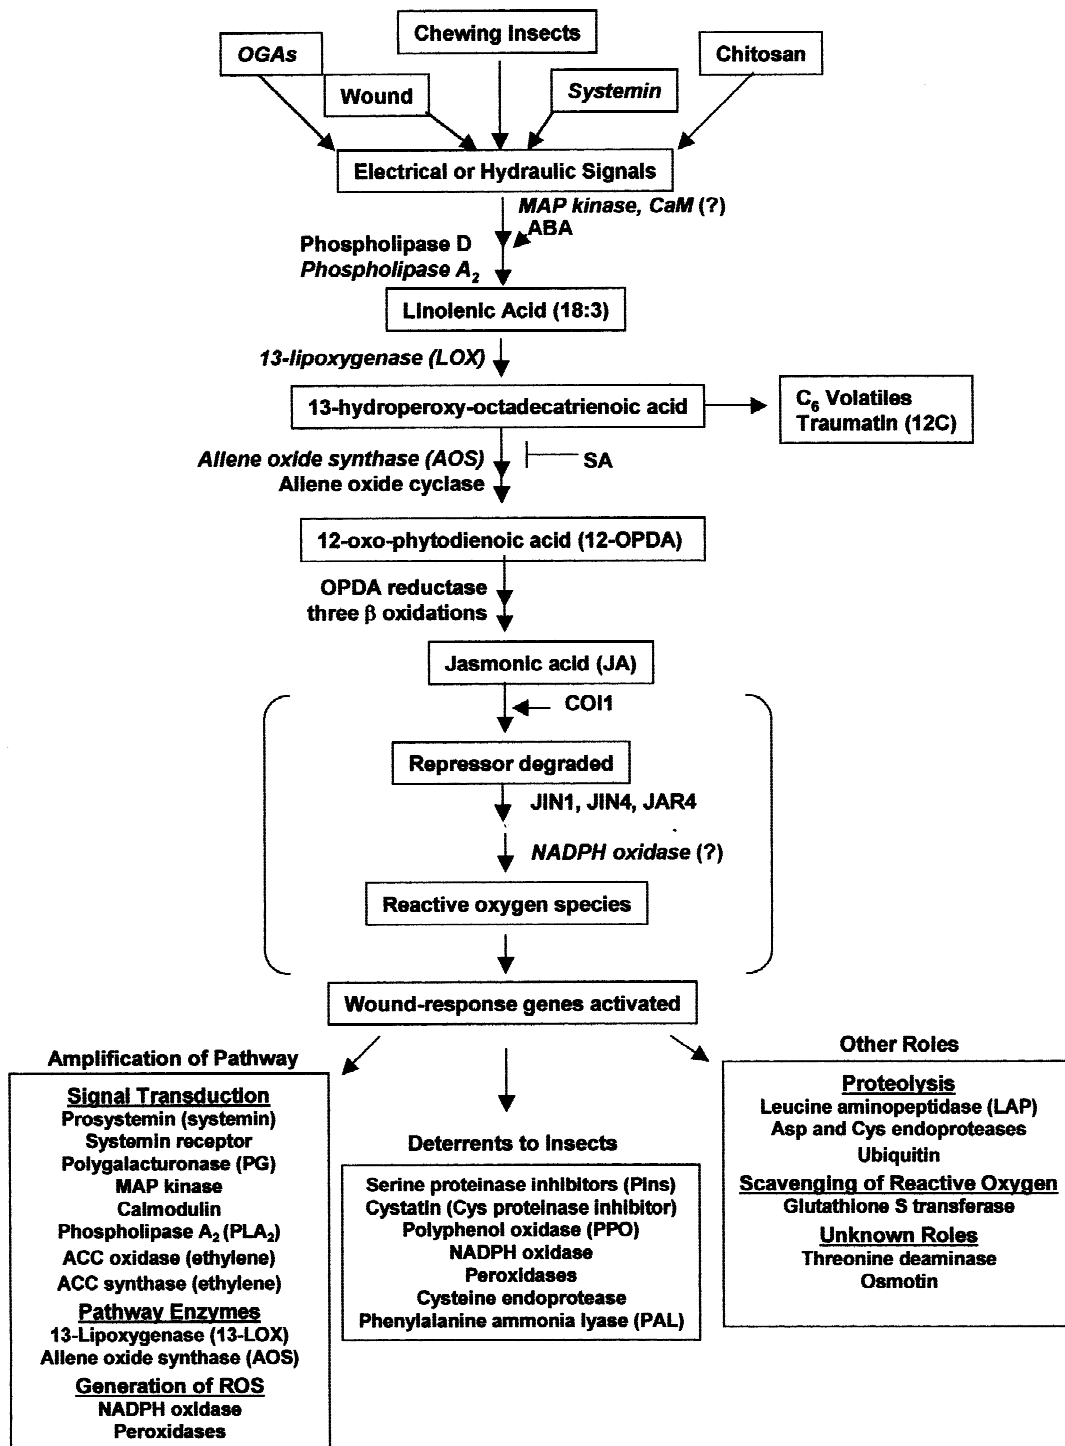 Chewing Insects
OGAs
Chitosan
Wound
Systemin
Electrical or Hydraulic Signals
MAP kinase, CaM (?)
ABA
Phospholipase D
Phospholipase A2
Linolenic Acid (18:3)
13-lipoxygenase (LOX)
13-hydroperoxy-octadecatrienoic acid
C6 Volatiles
Traumatin (12C)
Allene oxide synthase (AOS)
SA
Allene oxide cyclase
12-oxo-phytodienoic acid (12-OPDA)
OPDA reductase
three β oxidations
Jasmonic acid (JA)
COI1
Repressor degraded
JIN1, JIN4, JAR4
NADPH oxidase (?)
Reactive oxygen species
Wound-response genes activated
Amplification of Pathway
Signal Transduction
Prosystemin (systemin)
Systemin receptor
Polygalacturonase (PG)
MAP kinase
Calmodulin
Phospholipase A2 (PLA2)
ACC oxidase (ethylene)
ACC synthase (ethylene)
Pathway Enzymes
13-Lipoxygenase (13-LOX)
Allene oxide synthase (AOS)
Generation of ROS
NADPH oxidase
Peroxidases
Deterrents to Insects
Serine proteinase inhibitors (PIns)
Cystatin (Cys proteinase inhibitor)
Polyphenol oxidase (PPO)
NADPH oxidase
Peroxidases
Cysteine endoprotease
Phenylalanine ammonia lyase (PAL)
Other Roles
Proteolysis
Leucine aminopeptidase (LAP)
Asp and Cys endoproteases
Ubiquitin
Scavenging of Reactive Oxygen
Glutathione S transferase
Unknown Roles
Threonine deaminase
Osmotin